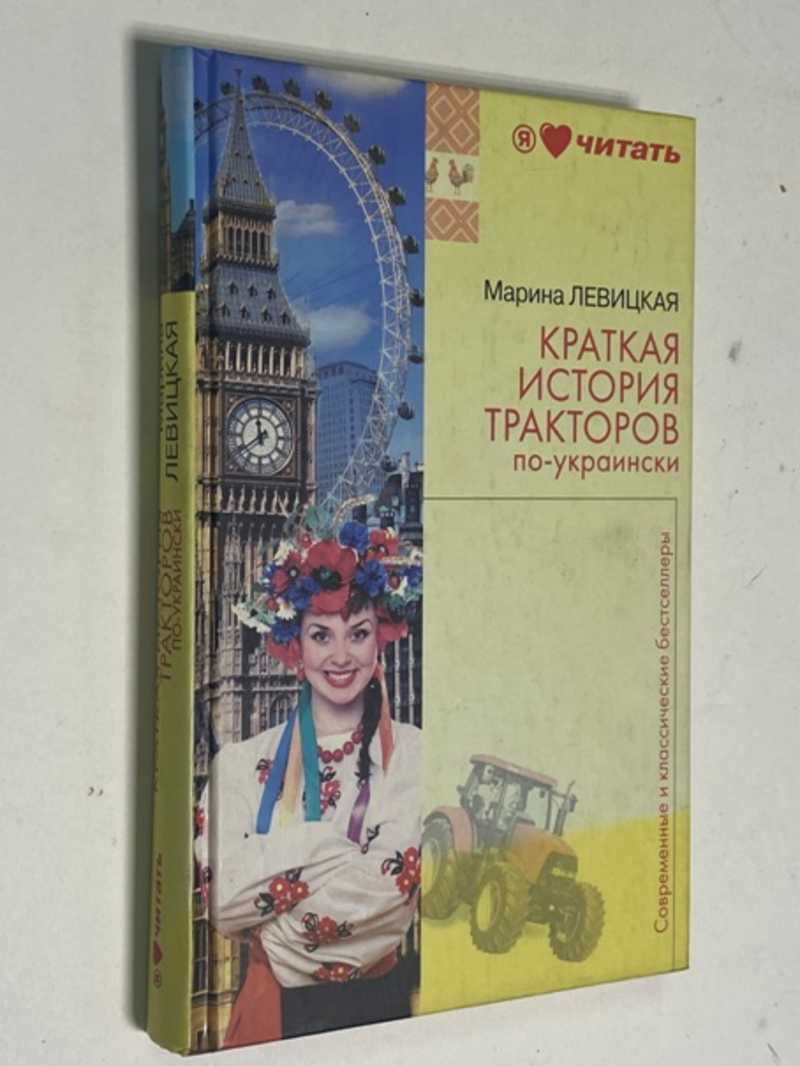 Я ❤ читать
Марина ЛЕВИЦКАЯ
КРАТКАЯ
ИСТОРИЯ
ТРАКТОРОВ
по-украински
Современные и классические бестселлеры
ЛЕВИЦКАЯ
ТРАКТОРОВ
ПО-УКРАИНСКИ
Я ❤ читать